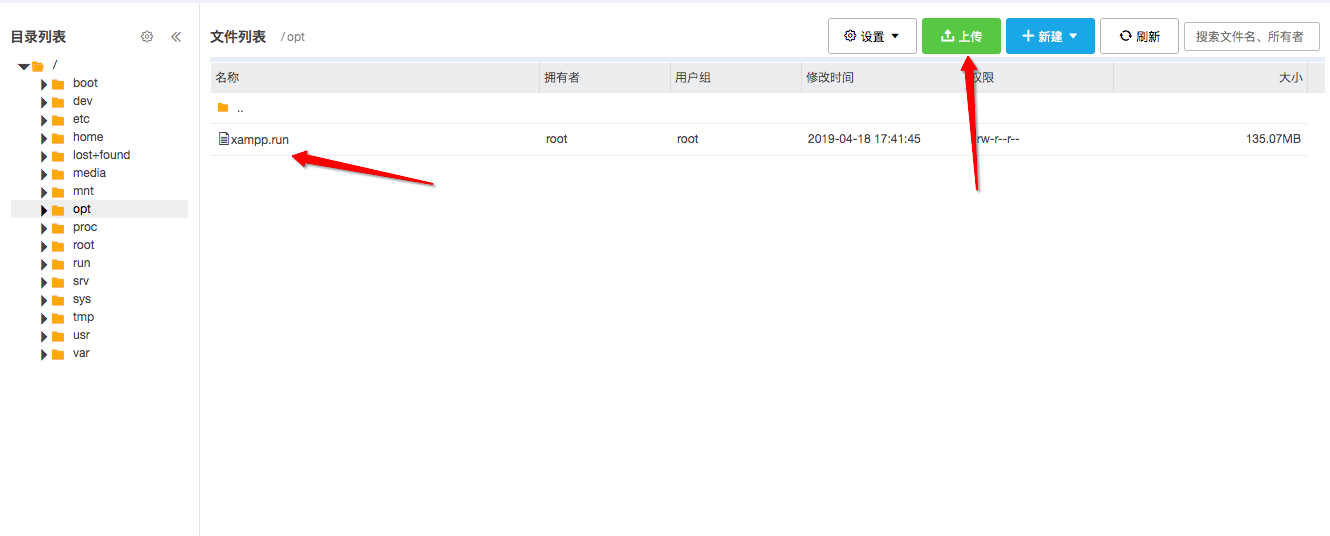 目录列表
/
boot
dev
etc
home
lost+found
media
mnt
opt
proc
root
run
srv
sys
tmp
usr
var
文件列表 /opt
设置 上传 新建 刷新 搜索文件名、所有者
名称 拥有者 用户组 修改时间 权限 大小
..
xampp.run root root 2019-04-18 17:41:45 rw-r--r-- 135.07MB